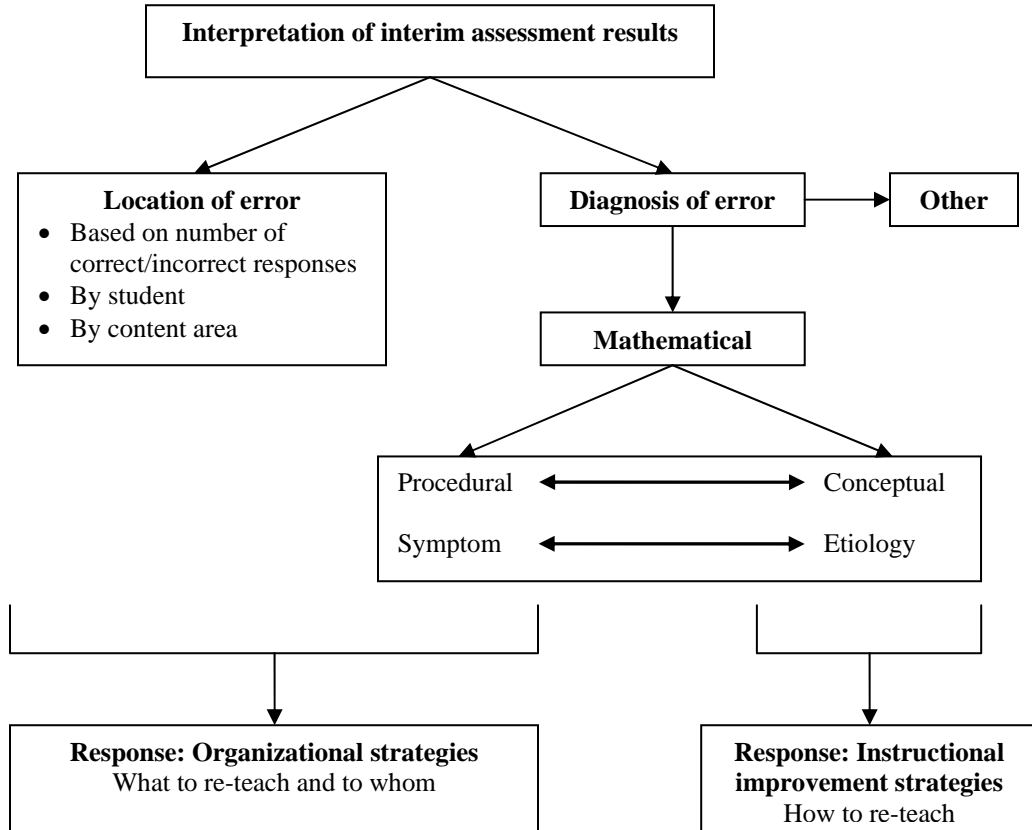 Interpretation of interim assessment results
Location of error
• Based on number of
correct/incorrect responses
• By student
• By content area
Diagnosis of error
Other
Mathematical
Procedural
Conceptual
Symptom
Etiology
Response: Organizational strategies
What to re-teach and to whom
Response: Instructional
improvement strategies
How to re-teach